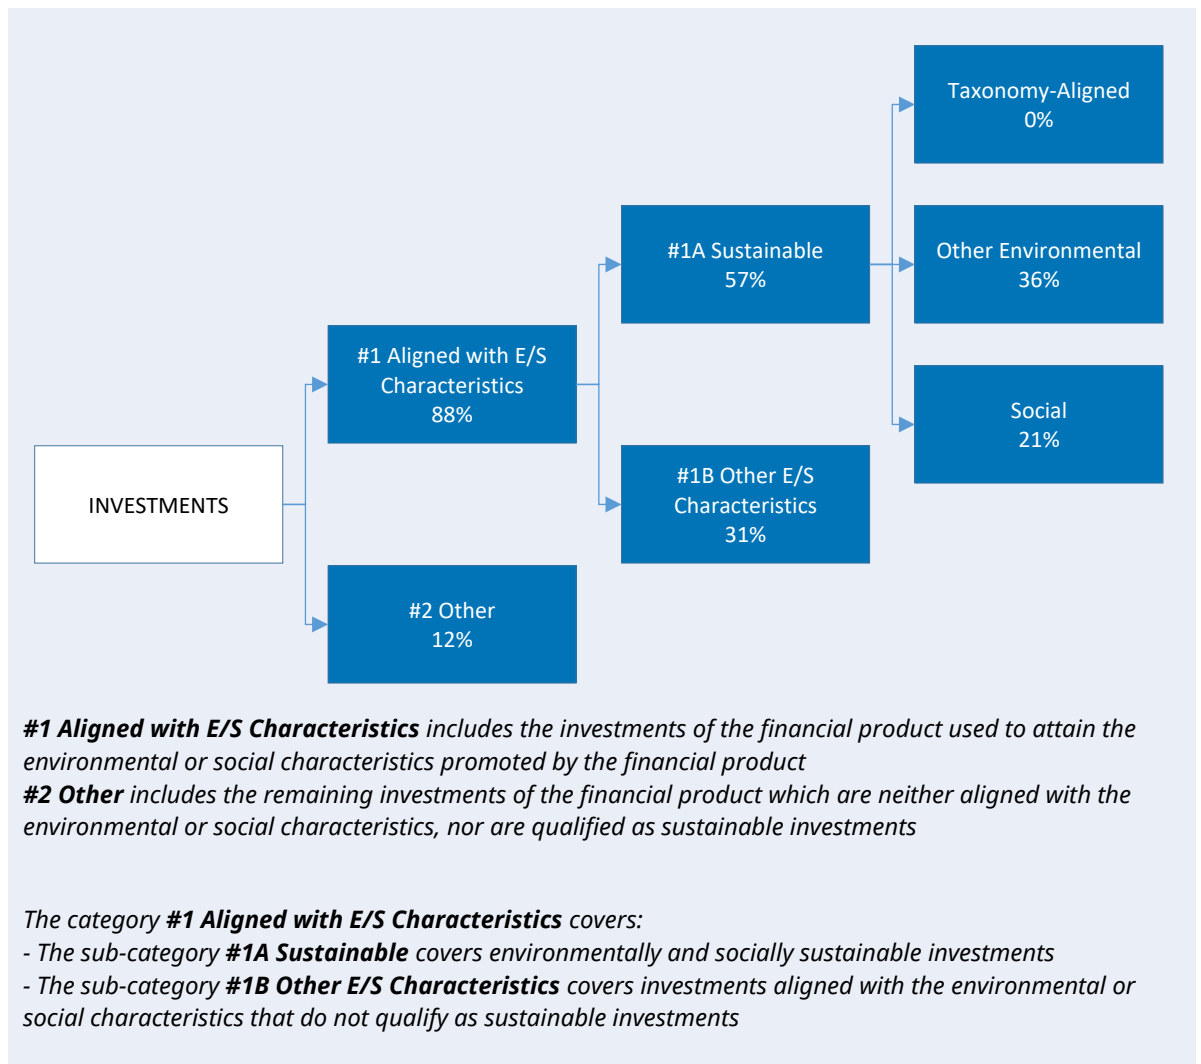 Taxonomy-Aligned
0%
#1A Sustainable
57%
Other Environmental
36%
#1 Aligned with E/S
Characteristics
88%
Social
21%
INVESTMENTS
#1B Other E/S
Characteristics
31%
#2 Other
12%
#1 Aligned with E/S Characteristics includes the investments of the financial product used to attain the
environmental or social characteristics promoted by the financial product
#2 Other includes the remaining investments of the financial product which are neither aligned with the
environmental or social characteristics, nor are qualified as sustainable investments
The category #1 Aligned with E/S Characteristics covers:
- The sub-category #1A Sustainable covers environmentally and socially sustainable investments
- The sub-category #1B Other E/S Characteristics covers investments aligned with the environmental or
social characteristics that do not qualify as sustainable investments